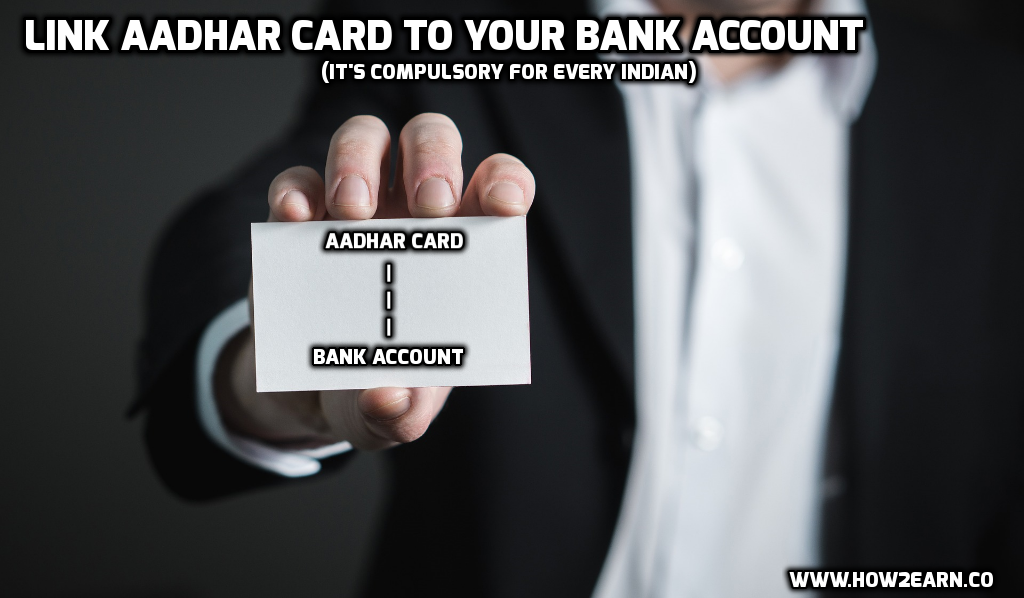 LINK AADHAR CARD TO YOUR BANK ACCOUNT
(IT'S COMPULSORY FOR EVERY INDIAN)
AADHAR CARD
|
|
|
BANK ACCOUNT
WWW.HOW2EARN.CO